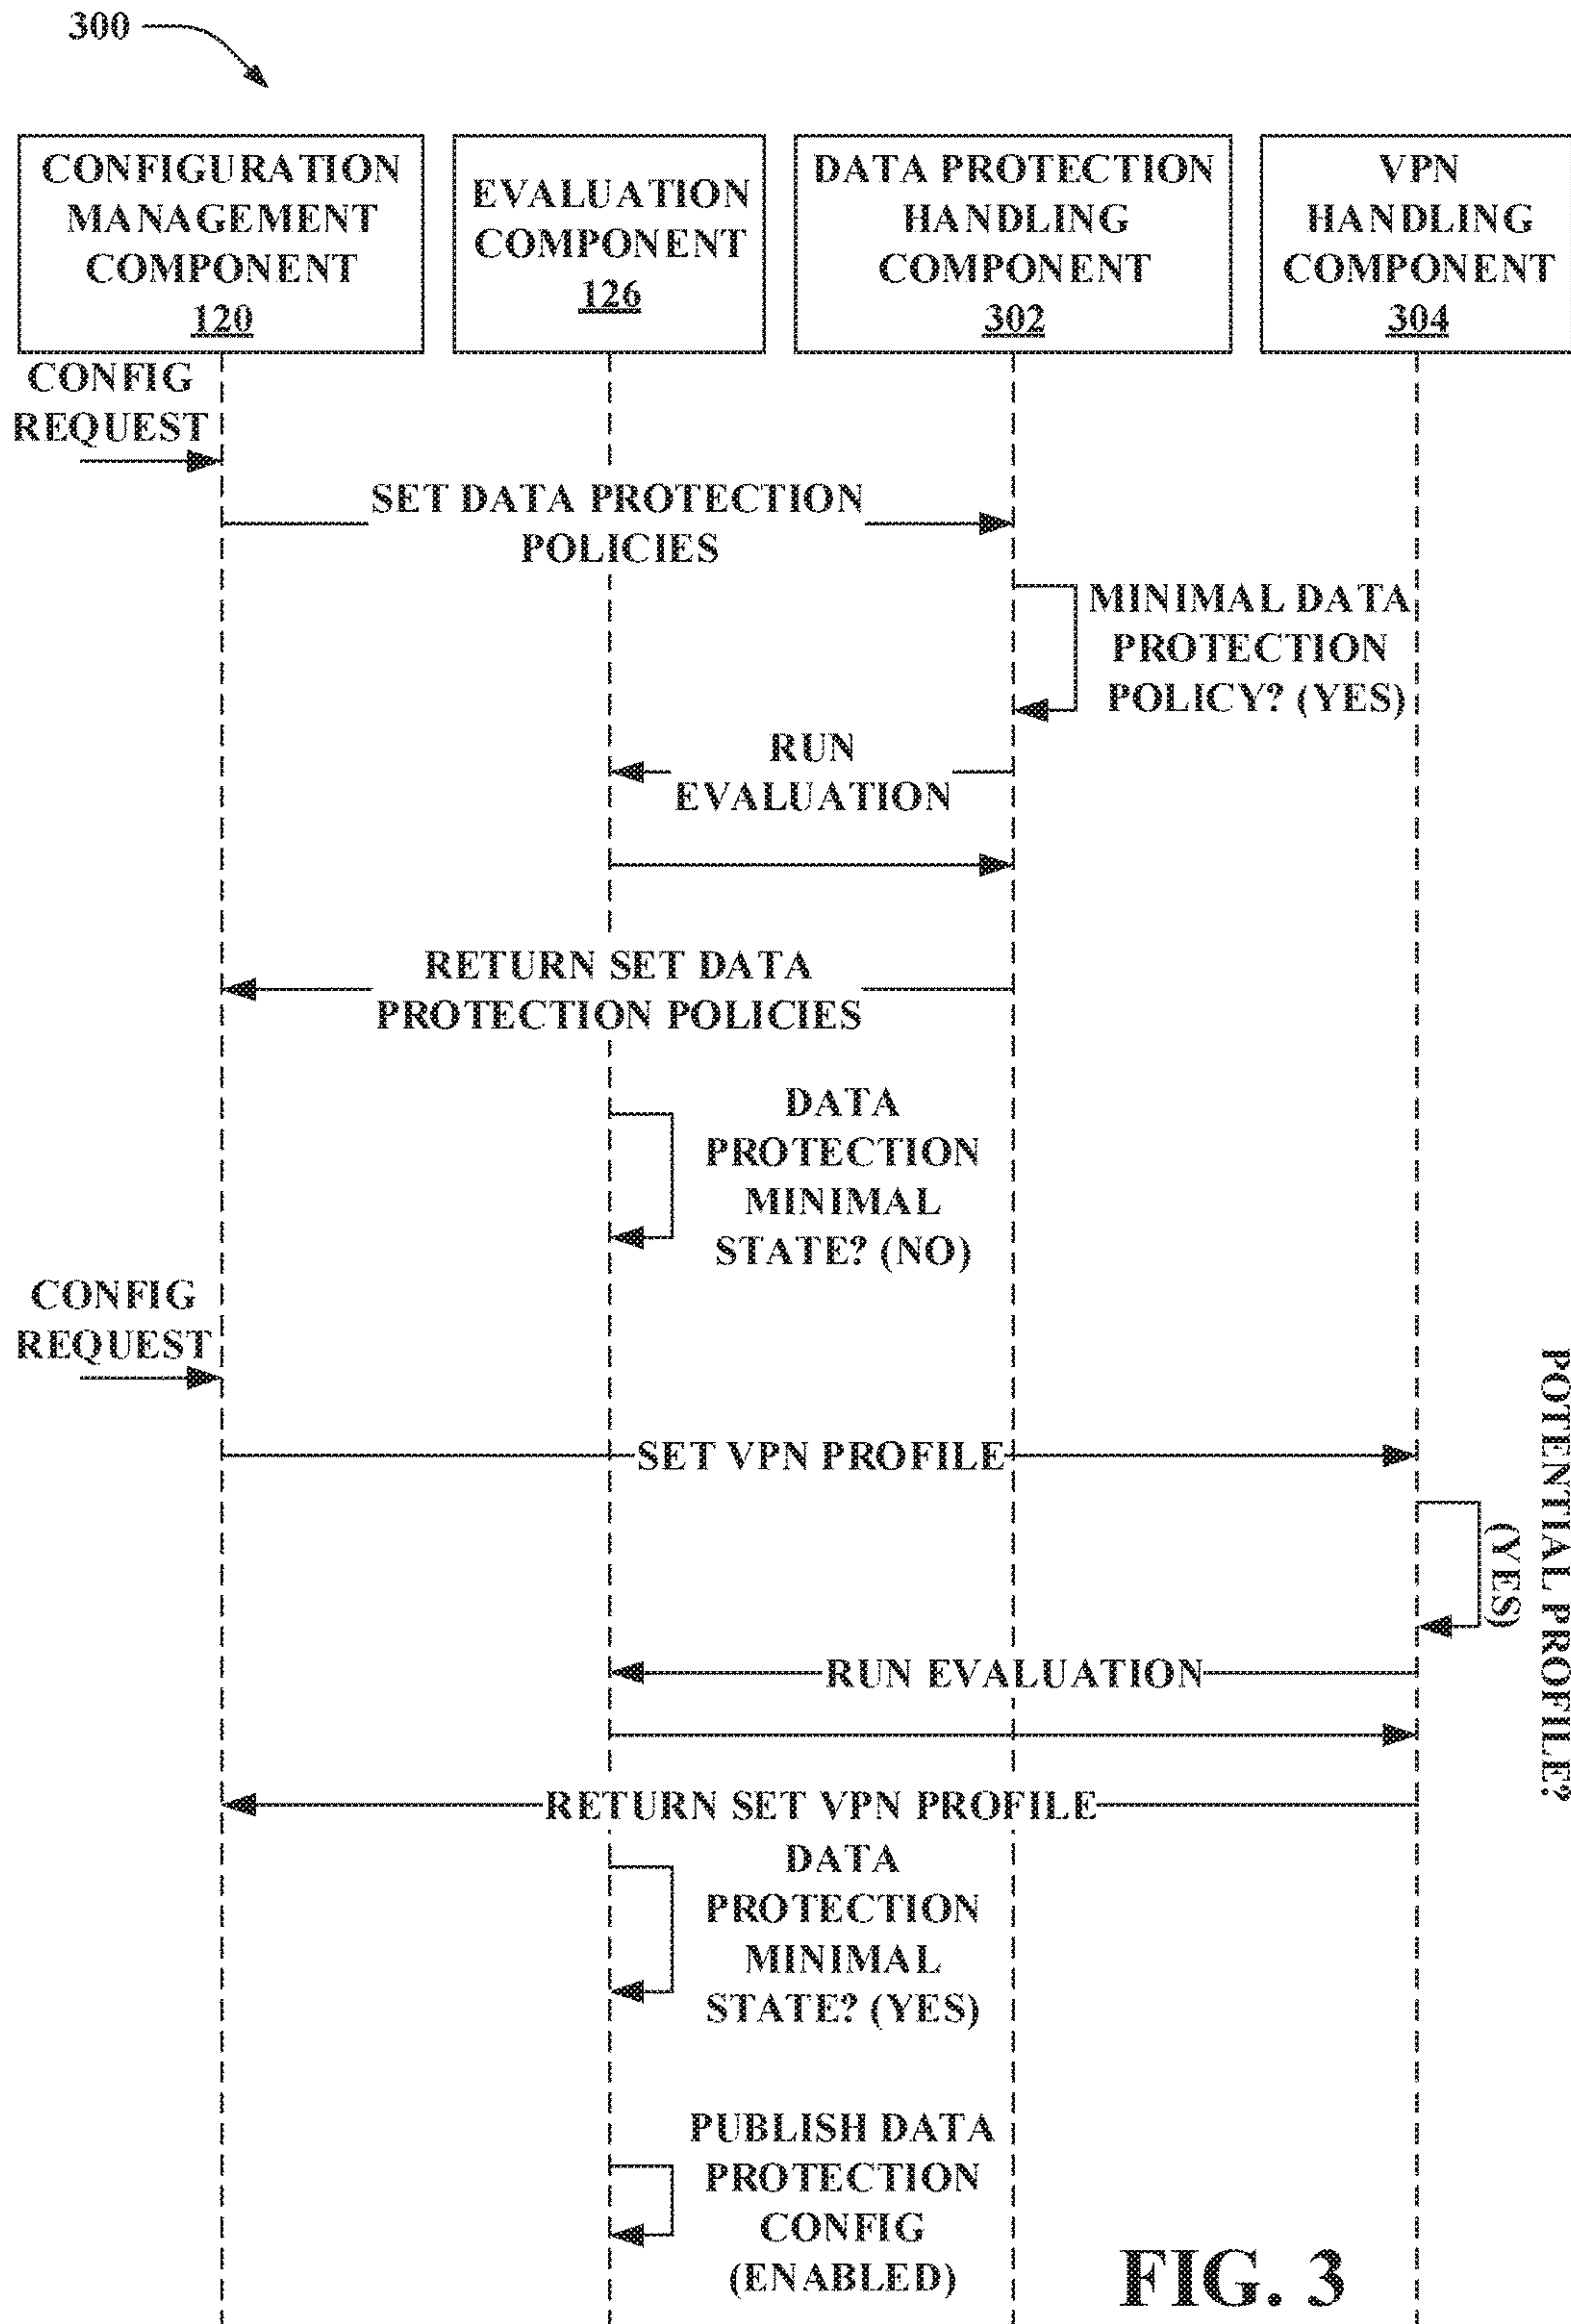 300
CONFIGURATION
MANAGEMENT
COMPONENT
120
EVALUATION
COMPONENT
126
DATA PROTECTION
HANDLING
COMPONENT
302
VPN
HANDLING
COMPONENT
304
CONFIG
REQUEST
SET DATA PROTECTION
POLICIES
MINIMAL DATA
PROTECTION
POLICY? (YES)
RUN
EVALUATION
RETURN SET DATA
PROTECTION POLICIES
DATA
PROTECTION
MINIMAL
STATE? (NO)
CONFIG
REQUEST
SET VPN PROFILE
POTENTIAL PROFILE?
(YES)
RUN EVALUATION
RETURN SET VPN PROFILE
DATA
PROTECTION
MINIMAL
STATE? (YES)
PUBLISH DATA
PROTECTION
CONFIG
(ENABLED)
FIG. 3